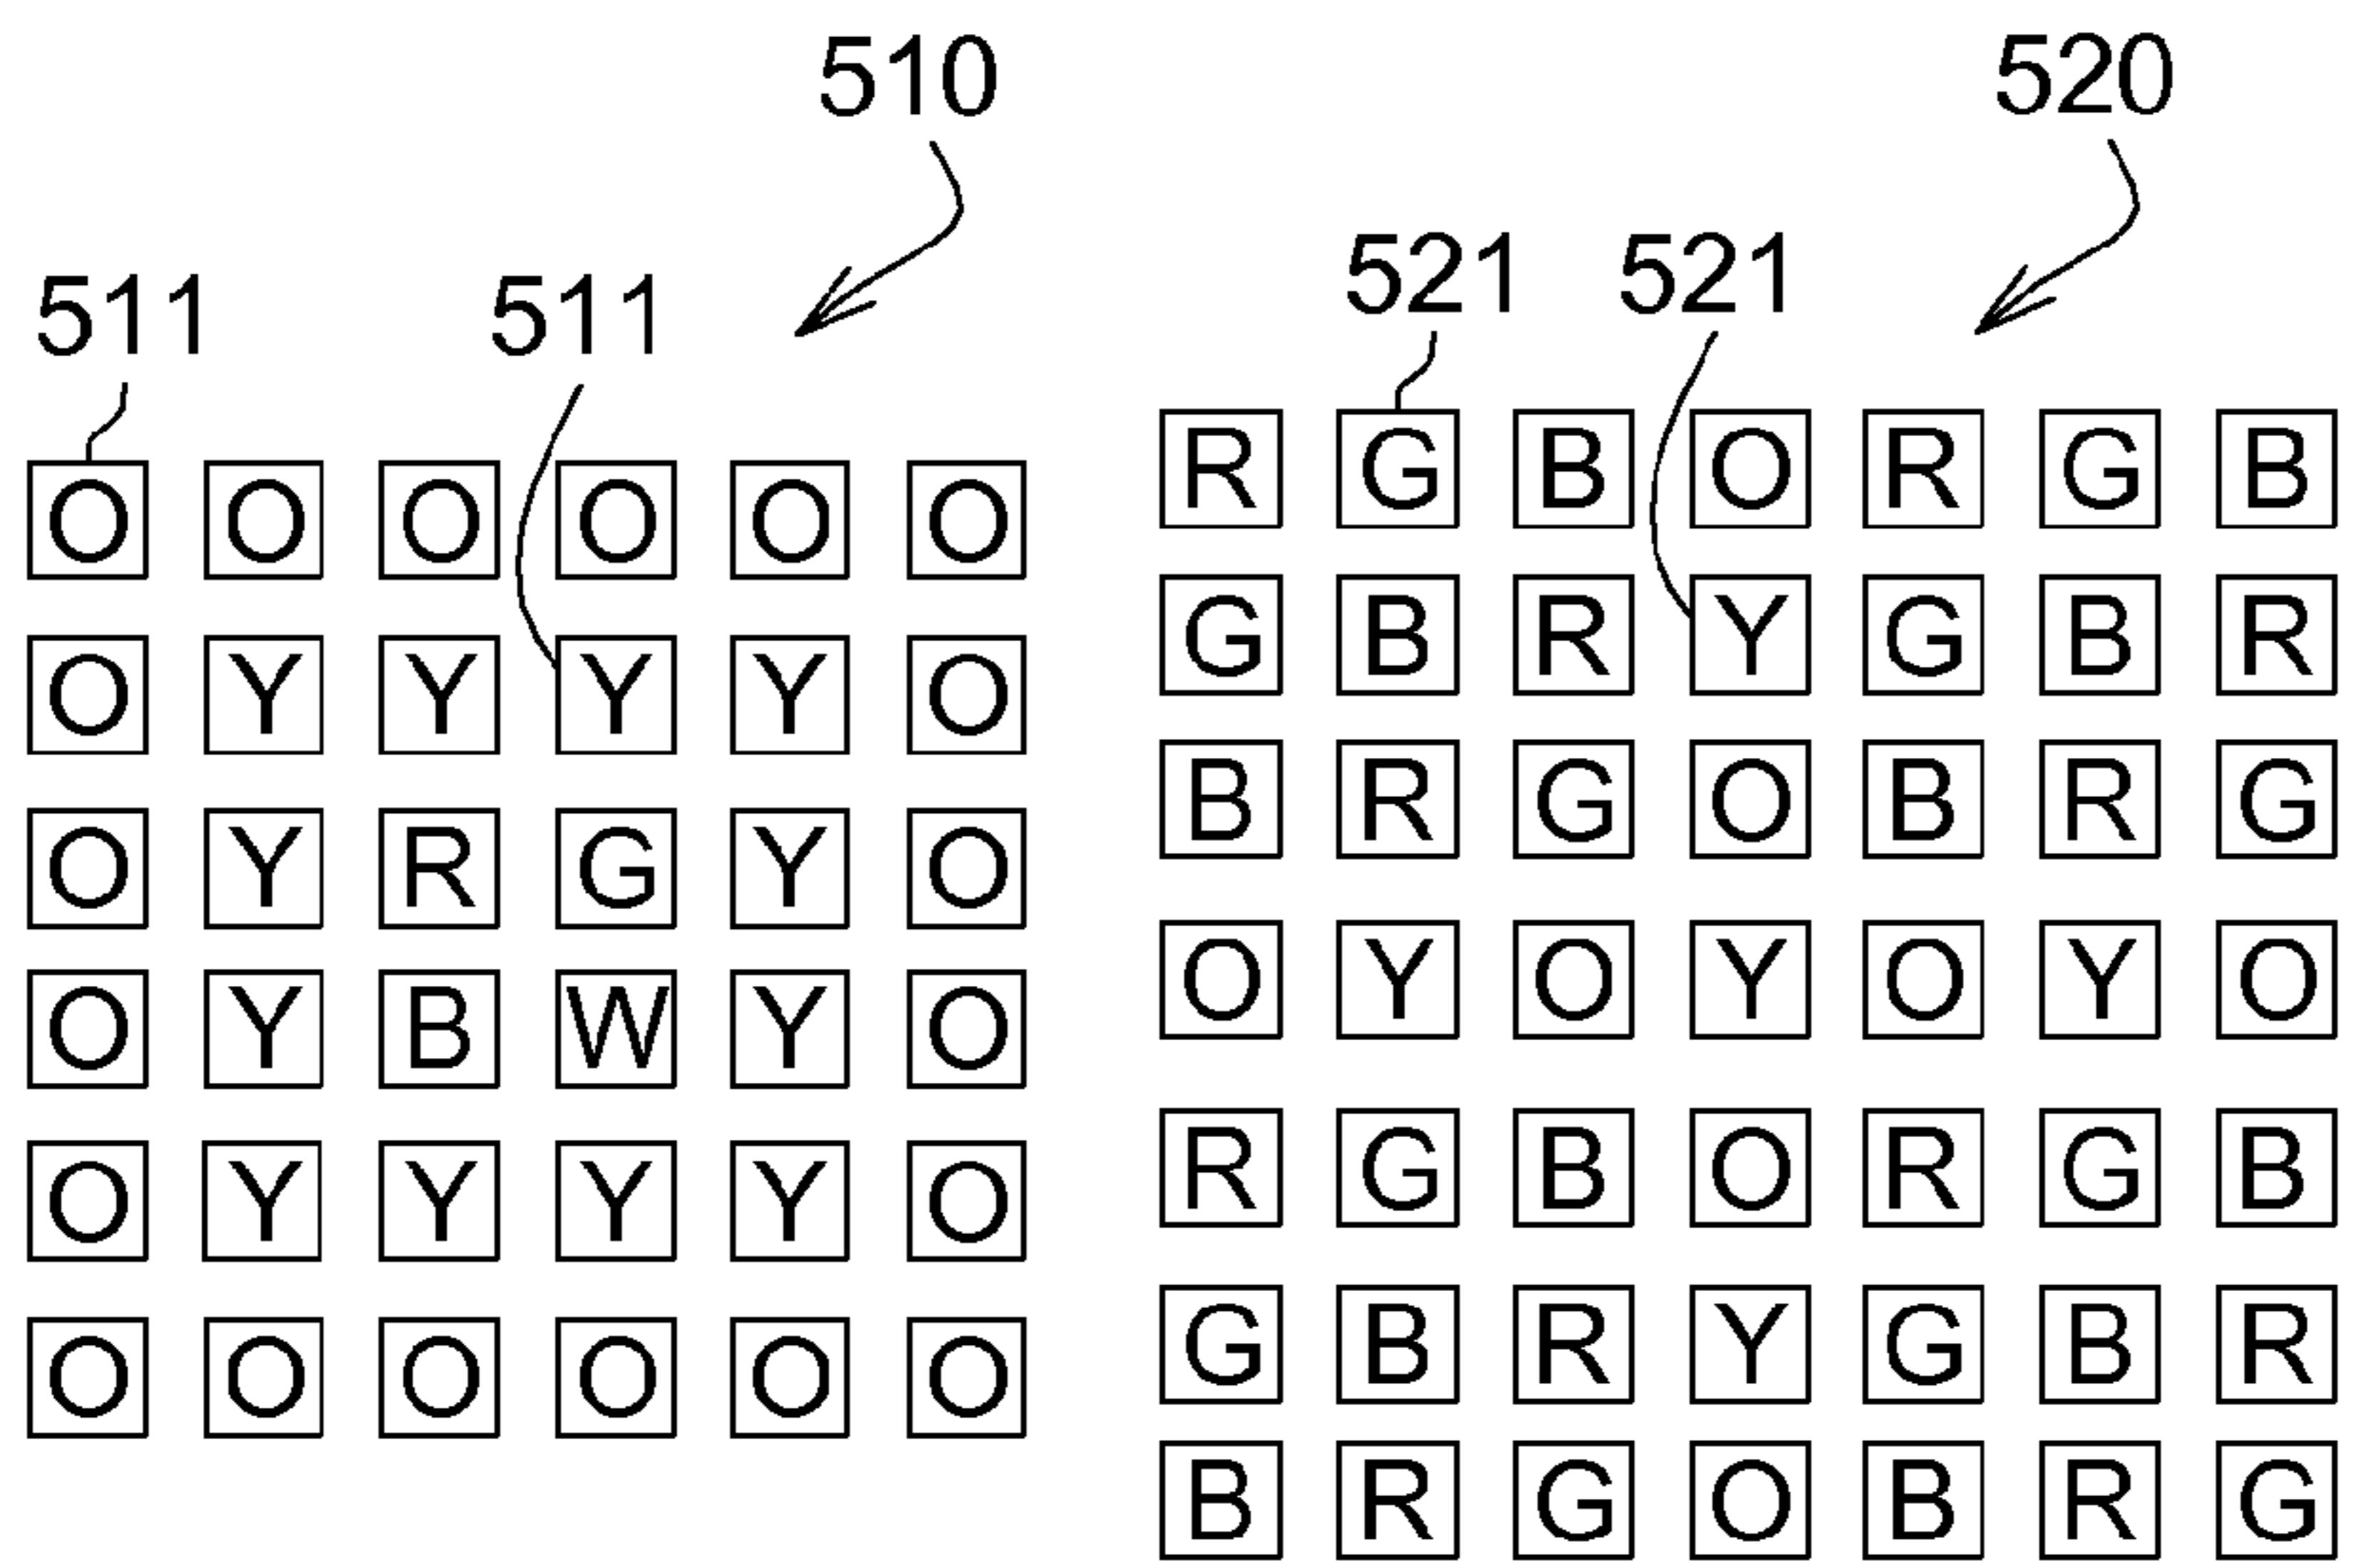 510
511 511
O O O O O O
O Y Y Y Y O
O Y R G Y O
O Y B W Y O
O Y Y Y Y O
O O O O O O
520
521 521
R G B O R G B
G B R Y G B R
B R G O B R G
O Y O Y O Y O
R G B O R G B
G B R Y G B R
B R G O B R G